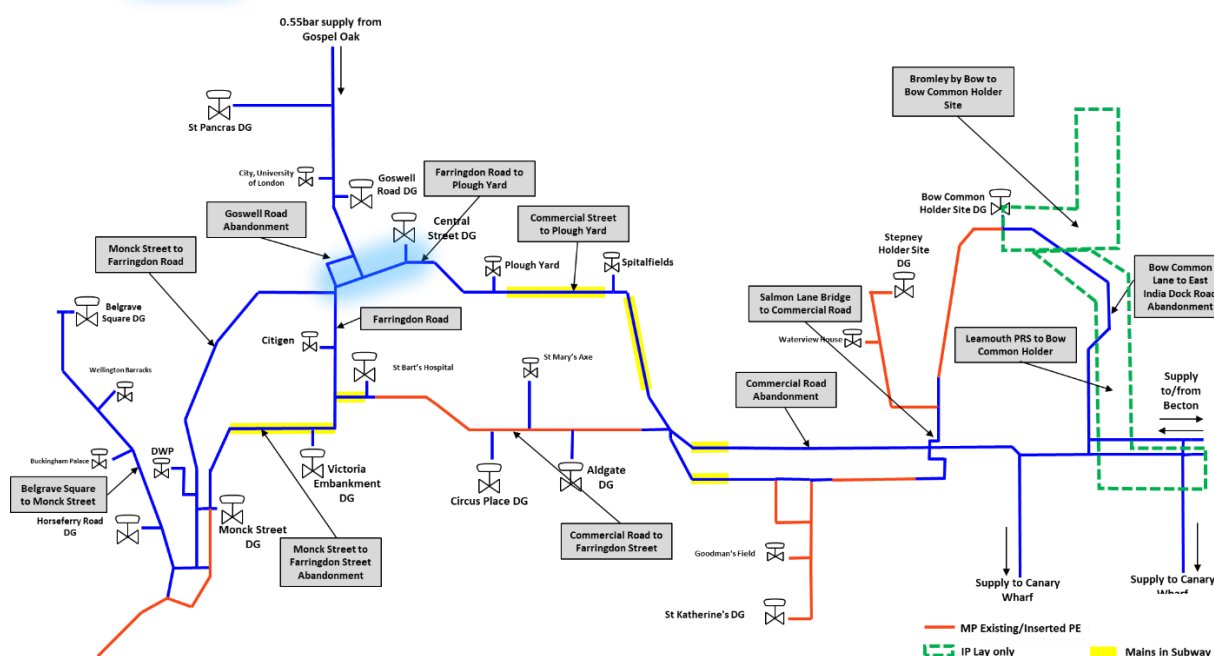 0.55bar supply from
Gospel Oak
St Pancras DG
City, University
of London
Goswell
Road DG
Farringdon Road to
Plough Yard
Bromley by Bow to
Bow Common Holder
Site
Goswell Road
Abandonment
Central
Street DG
Commercial Street
to Plough Yard
Bow Common
Holder Site DG
Monck Street to
Farringdon Road
Stepney
Holder Site
DG
Plough Yard
Spitalfields
Belgrave
Square DG
Farringdon Road
Salmon Lane Bridge
to Commercial Road
Bow Common
Lane to East
India Dock Road
Abandonment
Citigen
Waterview House
Leamouth PRS to Bow
Common Holder
St Mary's Axe
St Bart's Hospital
Wellington Barracks
Commercial Road
Abandonment
Supply
to/from
Becton
Buckingham Palace
DWP
Victoria
Embankment
DG
Circus Place DG
Aldgate
DG
Belgrave Square
to Monck Street
Horseferry Road
DG
Monck Street
DG
Monck Street to
Farringdon Street
Abandonment
Commercial Road to
Farringdon Street
Goodman's Field
St Katherine's DG
Supply to Canary
Wharf
Supply to Canary
Wharf
MP Existing/Inserted PE
IP Lay only
Mains in Subway